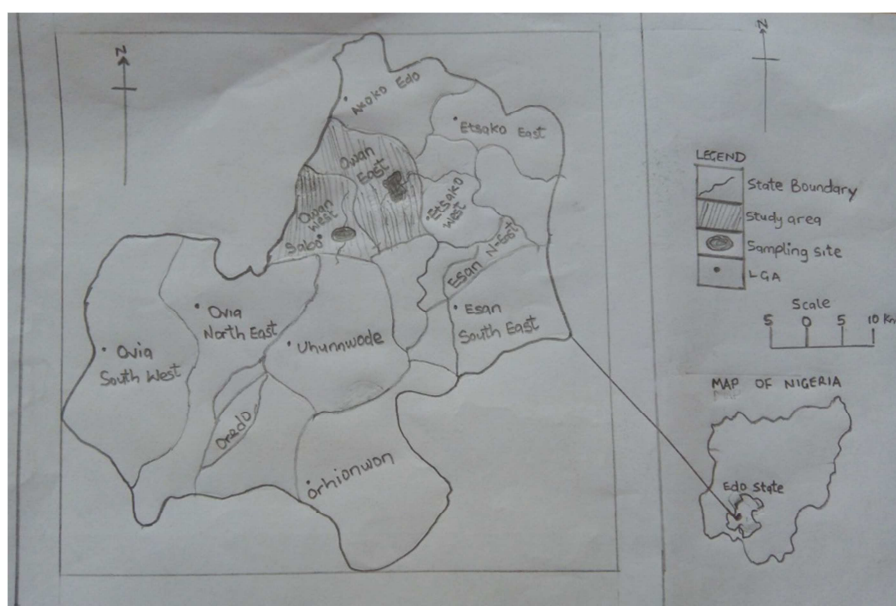 N
N
Akoko Edo
Etsako East
Owan
East
Etsako
West
Owan
West
Sabo
Esan N-East
Esan
South East
Ovia
North East
Uhunmwode
Ovia
South West
Oredo
Orhionwon
LEGEND
State Boundary
Study area
Sampling site
LGA
Scale
5 0 5 10 Km
MAP OF NIGERIA
Edo State